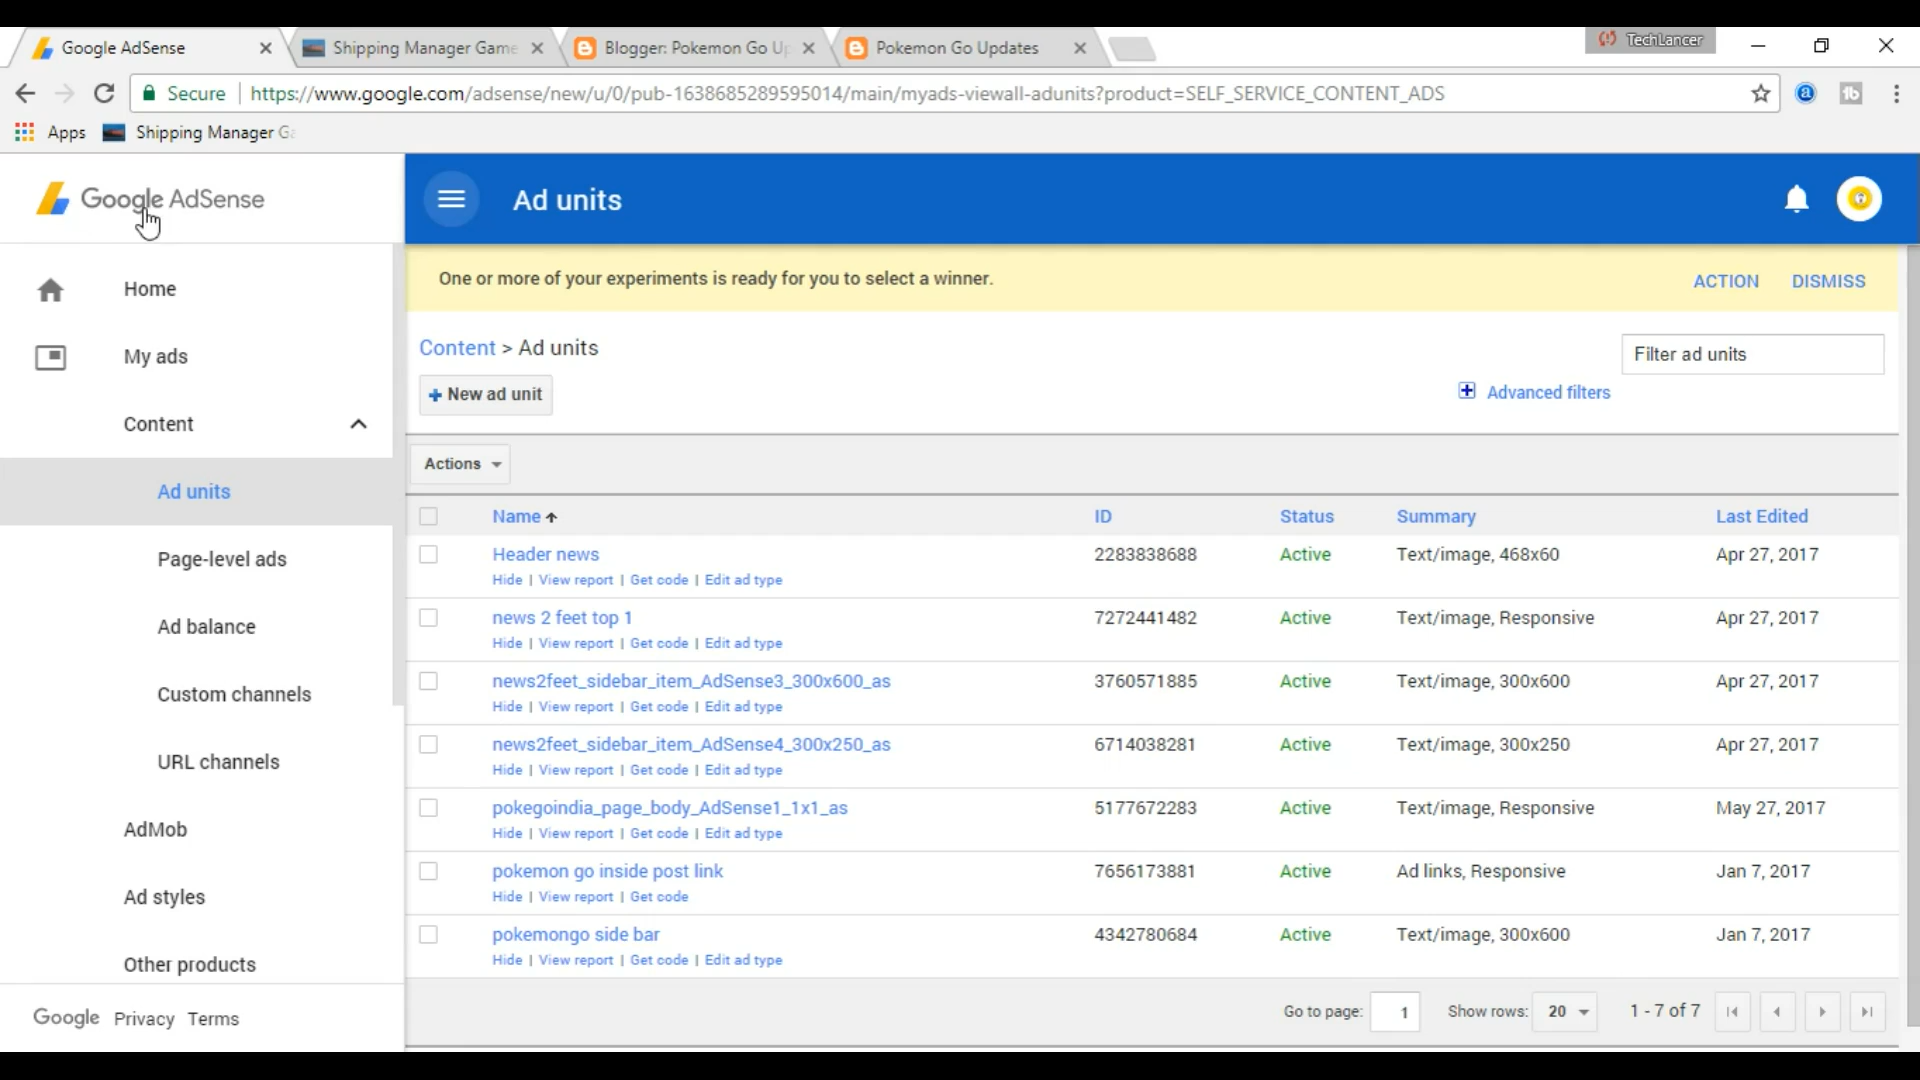 Google AdSense
Shipping Manager Game
Blogger: Pokemon Go Up
Pokemon Go Updates
TechLancer
Secure https://www.google.com/adsense/new/u/0/pub-1638685289595014/main/myads-viewall-adunits?product=SELF_SERVICE_CONTENT_ADS
Apps Shipping Manager Ga
Google AdSense
Ad units
Home
My ads
Content
Ad units
Page-level ads
Ad balance
Custom channels
URL channels
AdMob
Ad styles
Other products
Google Privacy Terms
One or more of your experiments is ready for you to select a winner.
ACTION DISMISS
Content > Ad units
Filter ad units
+ New ad unit
Advanced filters
Actions
Name ID Status Summary Last Edited
Header news 2283838688 Active Text/image, 468x60 Apr 27, 2017
Hide | View report | Get code | Edit ad type
news 2 feet top 1 7272441482 Active Text/image, Responsive Apr 27, 2017
Hide | View report | Get code | Edit ad type
news2feet_sidebar_item_AdSense3_300x600_as 3760571885 Active Text/image, 300x600 Apr 27, 2017
Hide | View report | Get code | Edit ad type
news2feet_sidebar_item_AdSense4_300x250_as 6714038281 Active Text/image, 300x250 Apr 27, 2017
Hide | View report | Get code | Edit ad type
pokegoindia_page_body_AdSense1_1x1_as 5177672283 Active Text/image, Responsive May 27, 2017
Hide | View report | Get code | Edit ad type
pokemon go inside post link 7656173881 Active Ad links, Responsive Jan 7, 2017
Hide | View report | Get code
pokemongo side bar 4342780684 Active Text/image, 300x600 Jan 7, 2017
Hide | View report | Get code | Edit ad type
Go to page: 1 Show rows: 20 1 - 7 of 7